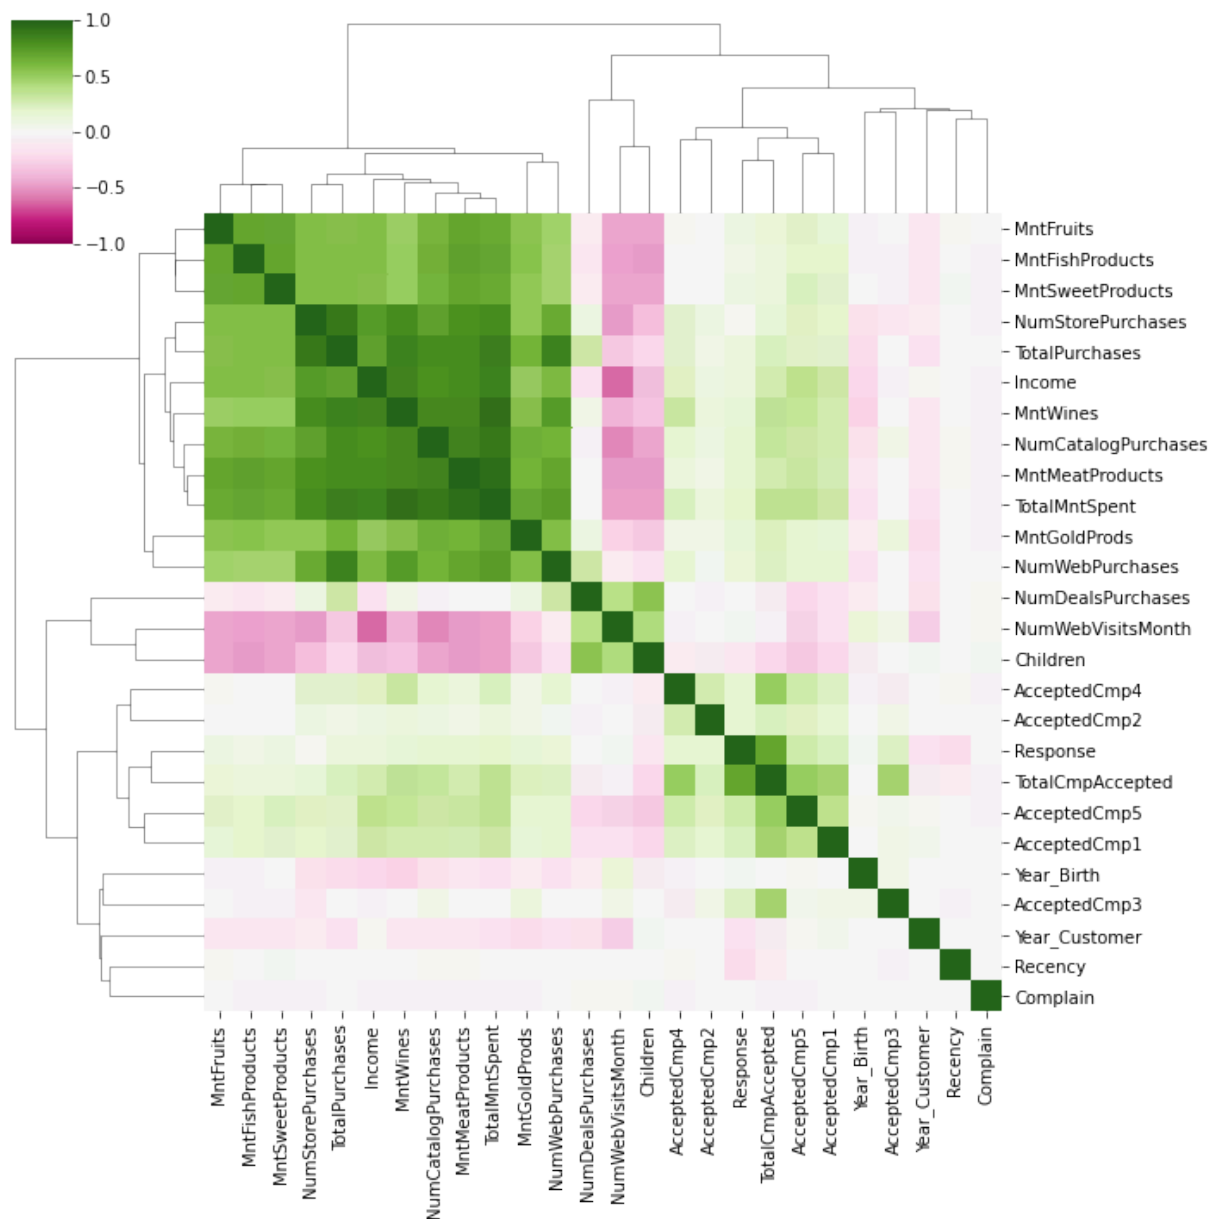 1.0
0.5
0.0
−0.5
−1.0
MntFruits
MntFishProducts
MntSweetProducts
NumStorePurchases
TotalPurchases
Income
MntWines
NumCatalogPurchases
MntMeatProducts
TotalMntSpent
MntGoldProds
NumWebPurchases
NumDealsPurchases
NumWebVisitsMonth
Children
AcceptedCmp4
AcceptedCmp2
Response
TotalCmpAccepted
AcceptedCmp5
AcceptedCmp1
Year_Birth
AcceptedCmp3
Year_Customer
Recency
Complain
MntFruits
MntFishProducts
MntSweetProducts
NumStorePurchases
TotalPurchases
Income
MntWines
NumCatalogPurchases
MntMeatProducts
TotalMntSpent
MntGoldProds
NumWebPurchases
NumDealsPurchases
NumWebVisitsMonth
Children
AcceptedCmp4
AcceptedCmp2
Response
TotalCmpAccepted
AcceptedCmp5
AcceptedCmp1
Year_Birth
AcceptedCmp3
Year_Customer
Recency
Complain